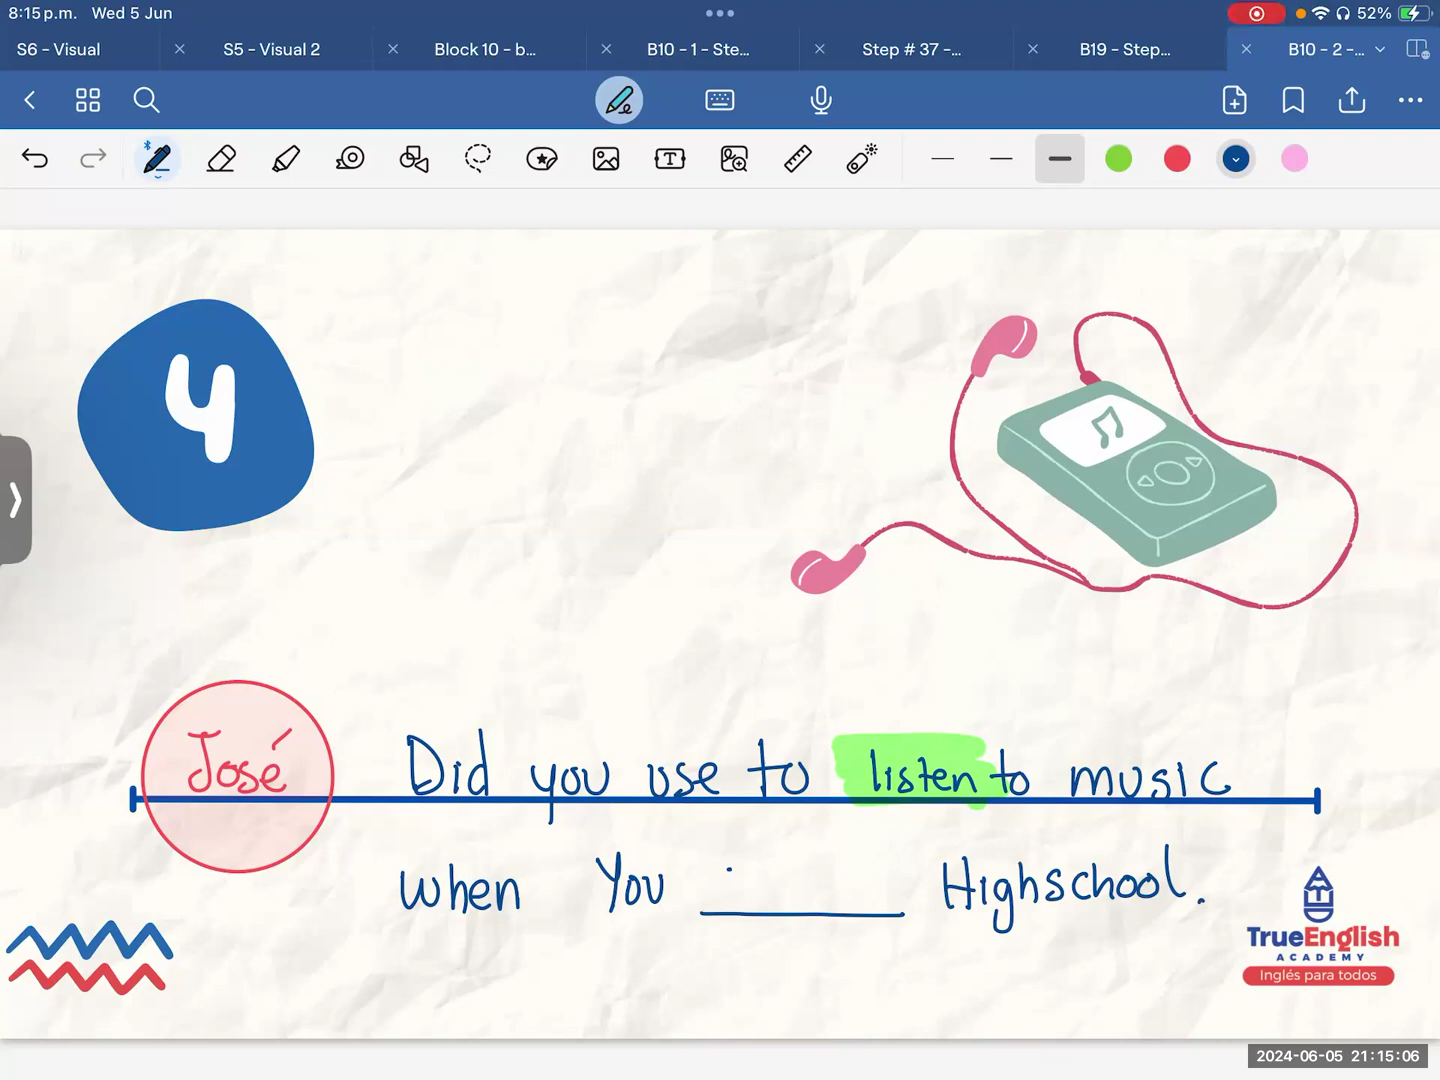 8:15 p.m. Wed 5 Jun
52%
S6 - Visual
S5 - Visual 2
Block 10 - b...
B10 - 1 - Ste...
Step # 37 -...
B19 - Step...
B10 - 2 -...
4
José
Did you use to listen to music
when You ________ Highschool.
TrueEnglish
ACADEMY
Inglés para todos
2024-06-05 21:15:06